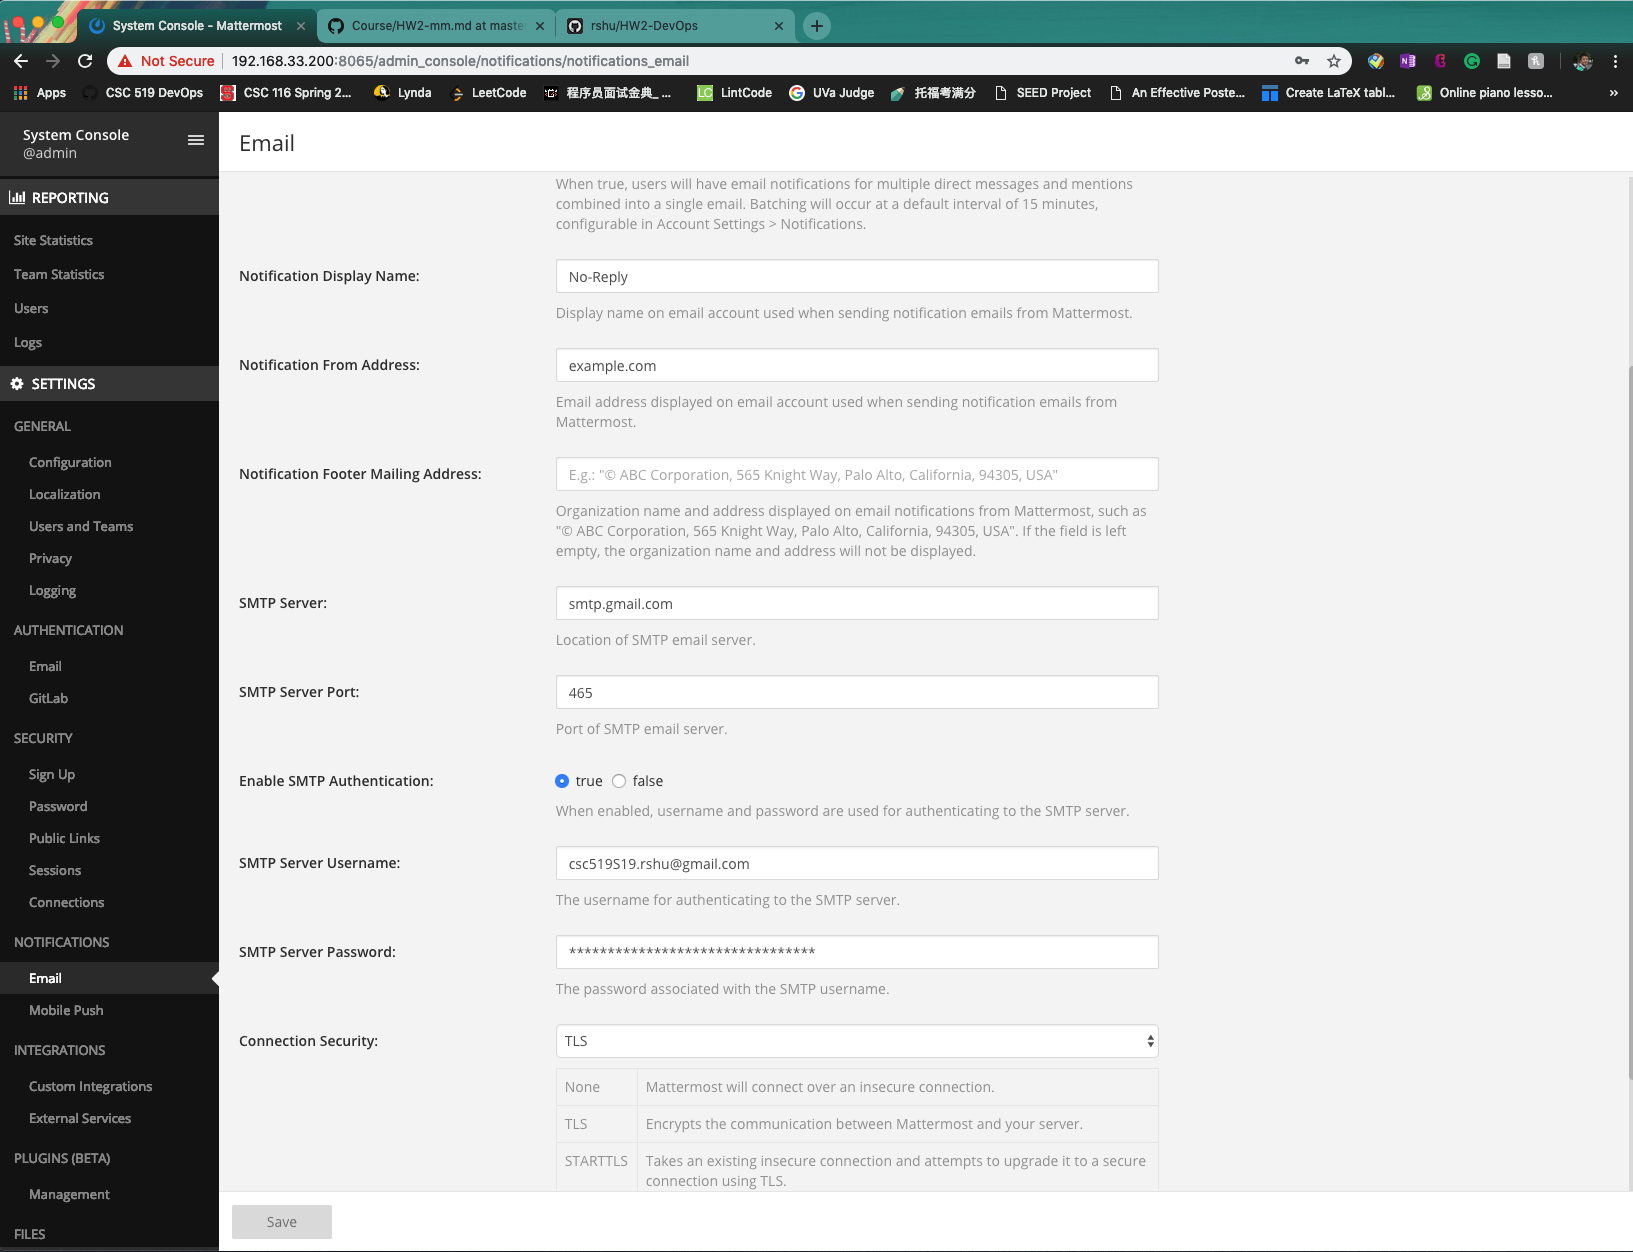 System Console - Mattermost
Course/HW2-mm.md at maste
rshu/HW2-DevOps
Not Secure
192.168.33.200:8065/admin_console/notifications/notifications_email
Apps
CSC 519 DevOps
CSC 116 Spring 2...
Lynda
LeetCode
程序员面试金典_ ...
LC LintCode
UVa Judge
托福考满分
SEED Project
An Effective Poste...
Create LaTeX tabl...
Online piano lesso...
»
System Console
@admin
REPORTING
Site Statistics
Team Statistics
Users
Logs
SETTINGS
GENERAL
Configuration
Localization
Users and Teams
Privacy
Logging
AUTHENTICATION
Email
GitLab
SECURITY
Sign Up
Password
Public Links
Sessions
Connections
NOTIFICATIONS
Email
Mobile Push
INTEGRATIONS
Custom Integrations
External Services
PLUGINS (BETA)
Management
FILES
Email
When true, users will have email notifications for multiple direct messages and mentions
combined into a single email. Batching will occur at a default interval of 15 minutes,
configurable in Account Settings > Notifications.
Notification Display Name:
No-Reply
Display name on email account used when sending notification emails from Mattermost.
Notification From Address:
example.com
Email address displayed on email account used when sending notification emails from
Mattermost.
Notification Footer Mailing Address:
E.g.: "© ABC Corporation, 565 Knight Way, Palo Alto, California, 94305, USA"
Organization name and address displayed on email notifications from Mattermost, such as
"© ABC Corporation, 565 Knight Way, Palo Alto, California, 94305, USA". If the field is left
empty, the organization name and address will not be displayed.
SMTP Server:
smtp.gmail.com
Location of SMTP email server.
SMTP Server Port:
465
Port of SMTP email server.
Enable SMTP Authentication:
true false
When enabled, username and password are used for authenticating to the SMTP server.
SMTP Server Username:
csc519S19.rshu@gmail.com
The username for authenticating to the SMTP server.
SMTP Server Password:
********************************
The password associated with the SMTP username.
Connection Security:
TLS
None Mattermost will connect over an insecure connection.
TLS Encrypts the communication between Mattermost and your server.
STARTTLS Takes an existing insecure connection and attempts to upgrade it to a secure
connection using TLS.
Save